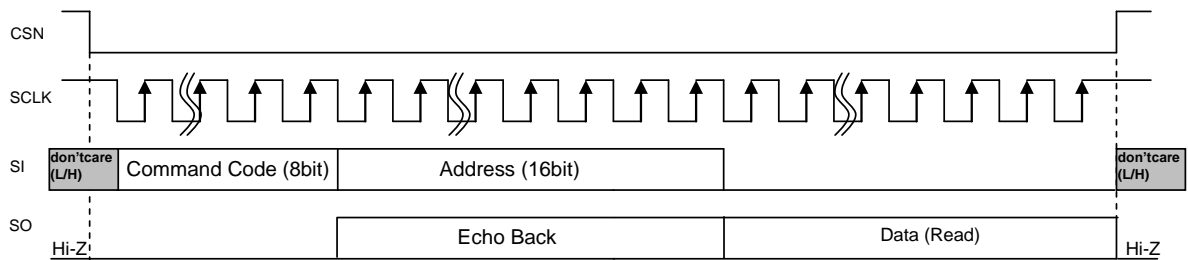 CSN
SCLK
SI
don'tcare
(L/H)
Command Code (8bit)
Address (16bit)
don'tcare
(L/H)
SO
Hi-Z
Echo Back
Data (Read)
Hi-Z